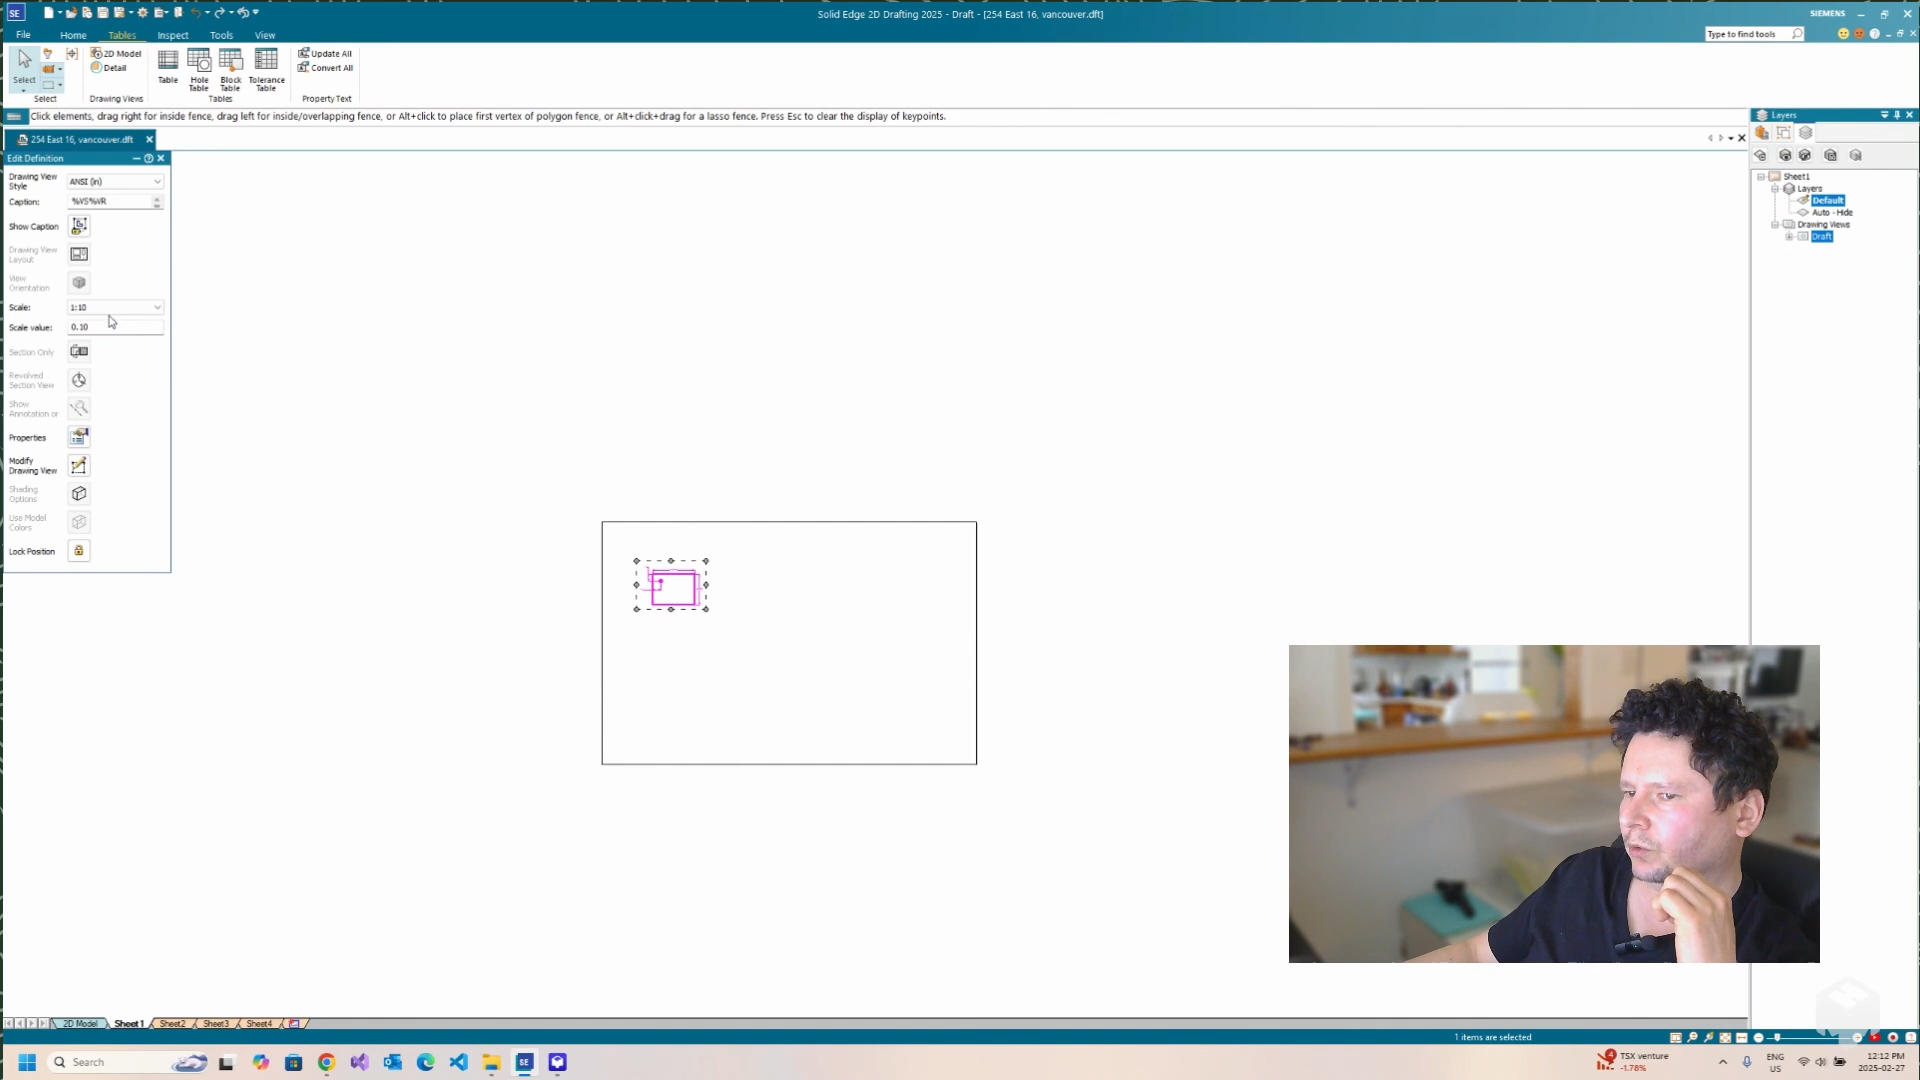 SE
Solid Edge 2D Drafting 2025 - Draft - [254 East 16, vancouver.dft]
SIEMENS
File
Home
Tables
Inspect
Tools
View
Type to find tools
Select
2D Model
Detail
Table
Hole Table
Block Table
Tolerance Table
Update All
Convert All
Select
Drawing Views
Tables
Property Text
Click elements, drag right for inside fence, drag left for inside/overlapping fence, or Alt+click to place first vertex of polygon fence, or Alt+click+drag for a lasso fence. Press Esc to clear the display of keypoints.
Layers
254 East 16, vancouver.dft
Edit Definition
Drawing View Style
ANSI (in)
Caption:
%VS%VR
Show Caption
Drawing View Layout
View Orientation
Scale:
1:10
Scale value:
0.10
Section Only
Revolved Section View
Show Annotation or
Properties
Modify Drawing View
Shading Options
Use Model Colors
Lock Position
Sheet1
Layers
Default
Auto - Hide
Drawing Views
Draft
2D Model
Sheet1
Sheet2
Sheet3
Sheet4
1 items are selected
Search
SE
TSX venture
-1.78%
ENG
US
12:12 PM
2025-02-27